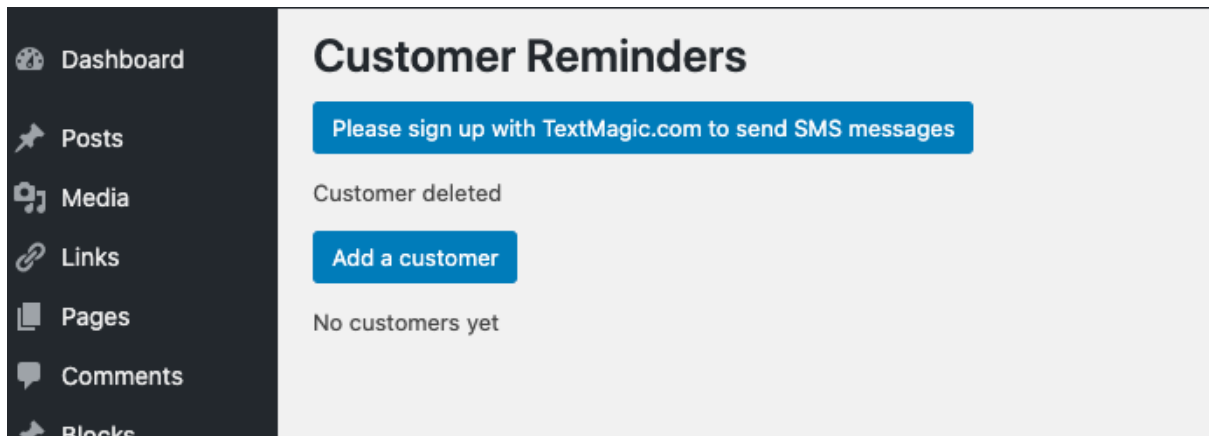 Dashboard
Posts
Media
Links
Pages
Comments
Blocks
Customer Reminders
Please sign up with TextMagic.com to send SMS messages
Customer deleted
Add a customer
No customers yet